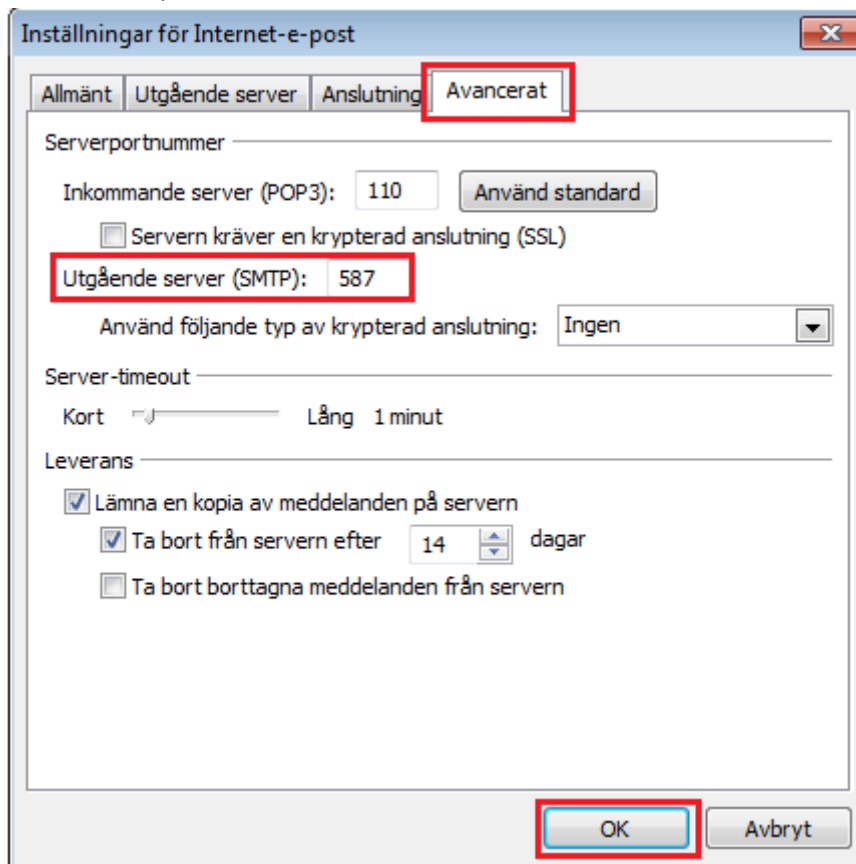 Inställningar för Internet-e-post
Allmänt Utgående server Anslutning Avancerat
Serverportnummer
Inkommande server (POP3): 110 Använd standard
Servern kräver en krypterad anslutning (SSL)
Utgående server (SMTP): 587
Använd följande typ av krypterad anslutning: Ingen
Server-timeout
Kort Lång 1 minut
Leverans
Lämna en kopia av meddelanden på servern
Ta bort från servern efter 14 dagar
Ta bort borttagna meddelanden från servern
OK Avbryt